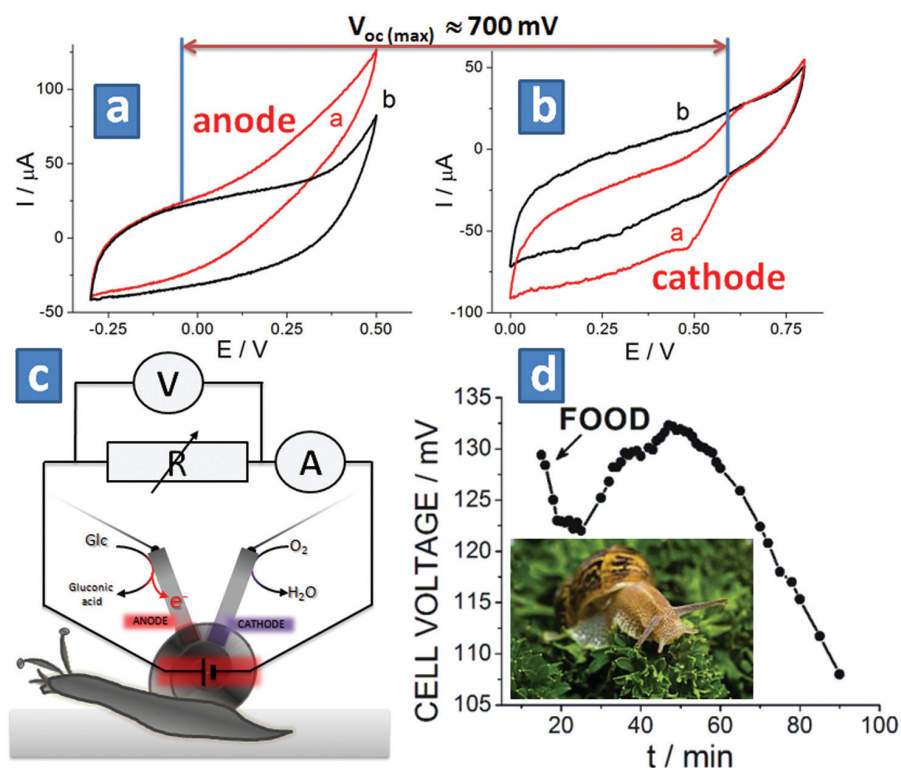 V oc (max) ≈ 700 mV
a
anode
a
b
I / μA
100
50
0
-50
-0.25 0.00 0.25 0.50
E / V
b
b
a
cathode
I / μA
50
0
-50
-100
0.00 0.25 0.50 0.75
E / V
c
V
R
A
Glc
Gluconic
acid
e-
O2
H2O
ANODE
CATHODE
d
FOOD
CELL VOLTAGE / mV
135
130
125
120
115
110
105
20 40 60 80 100
t / min